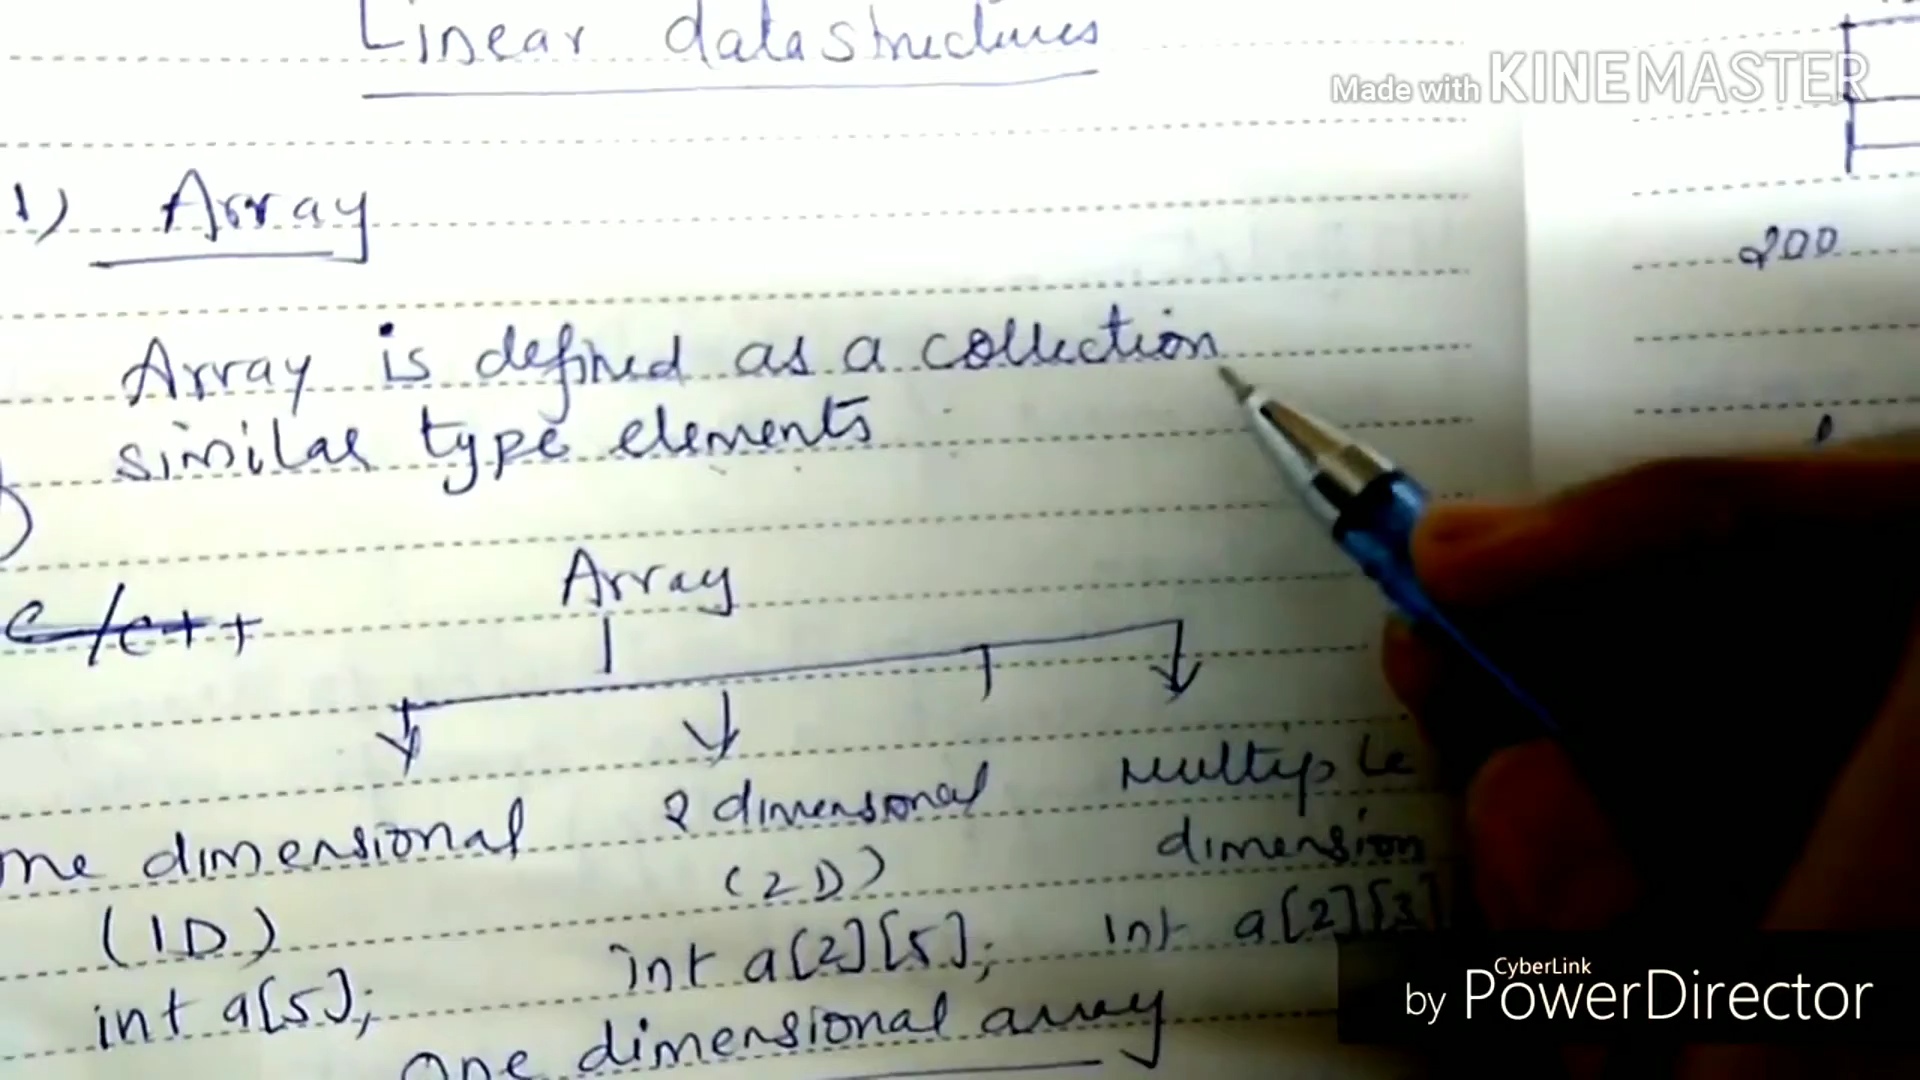 Linear datastructures
Made with KINEMASTER
1) Array
200
Array is defined as a collection
similar type elements
C/C++
Array
One dimensional 2 dimensional Multiple
dimension
(1D) (2D)
int a[5]; int a[2][5]; int a[2][3]
One dimensional array
CyberLink
by PowerDirector